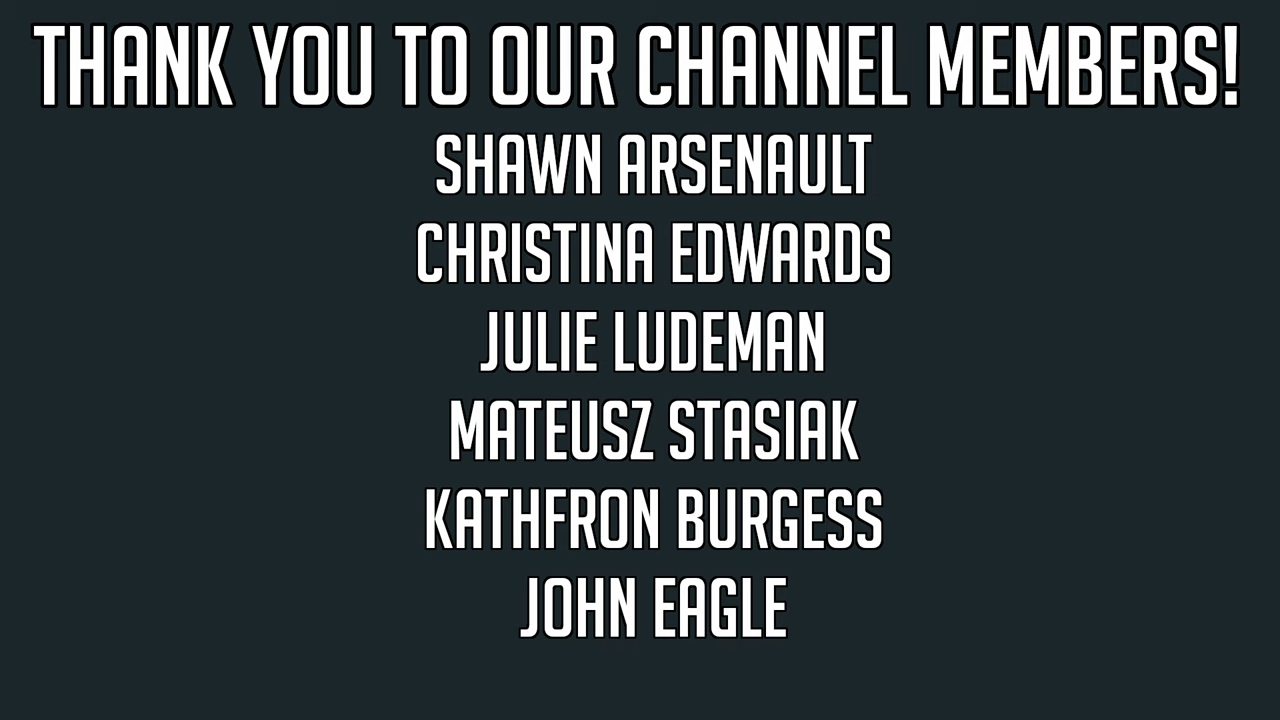 THANK YOU TO OUR CHANNEL MEMBERS!
SHAWN ARSENAULT
CHRISTINA EDWARDS
JULIE LUDEMAN
MATEUSZ STASIAK
KATHFRON BURGESS
JOHN EAGLE